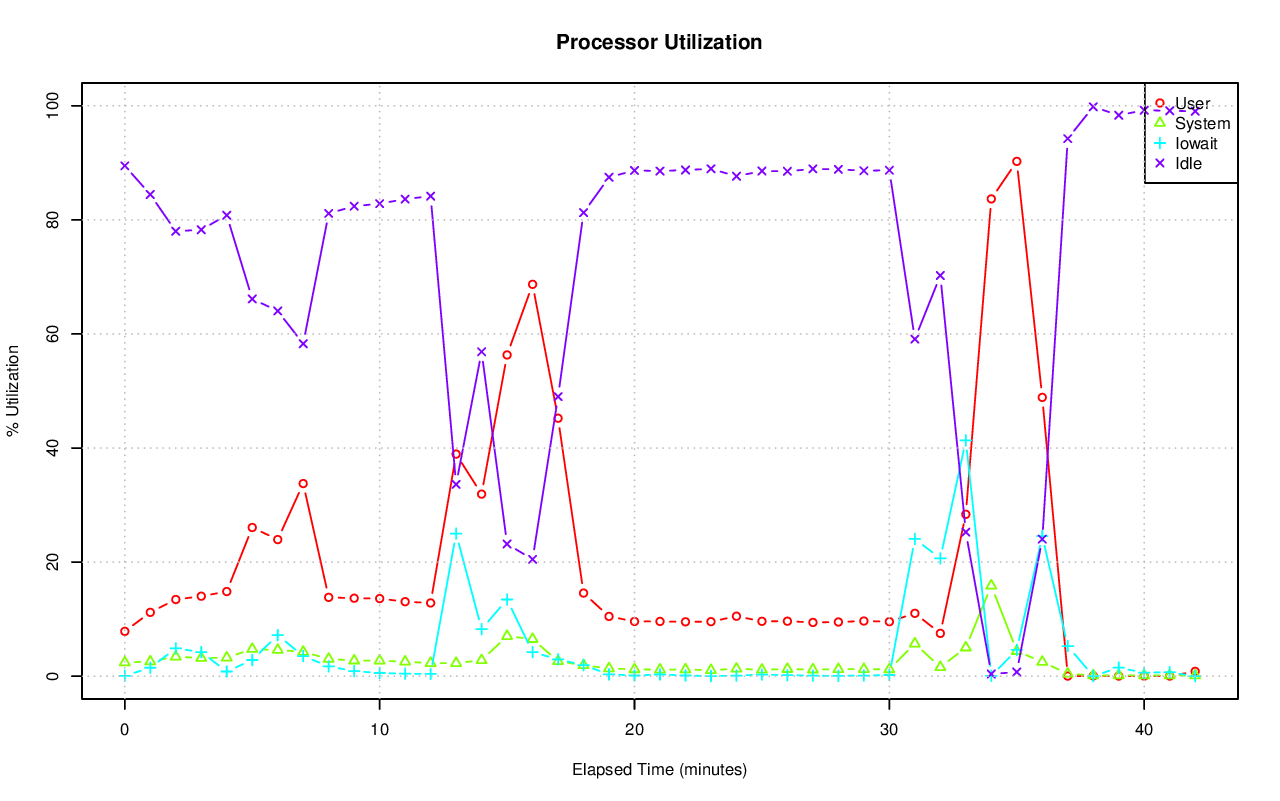 Processor Utilization
100
80
60
40
20
0
% Utilization
User
System
Iowait
Idle
0 10 20 30 40
Elapsed Time (minutes)